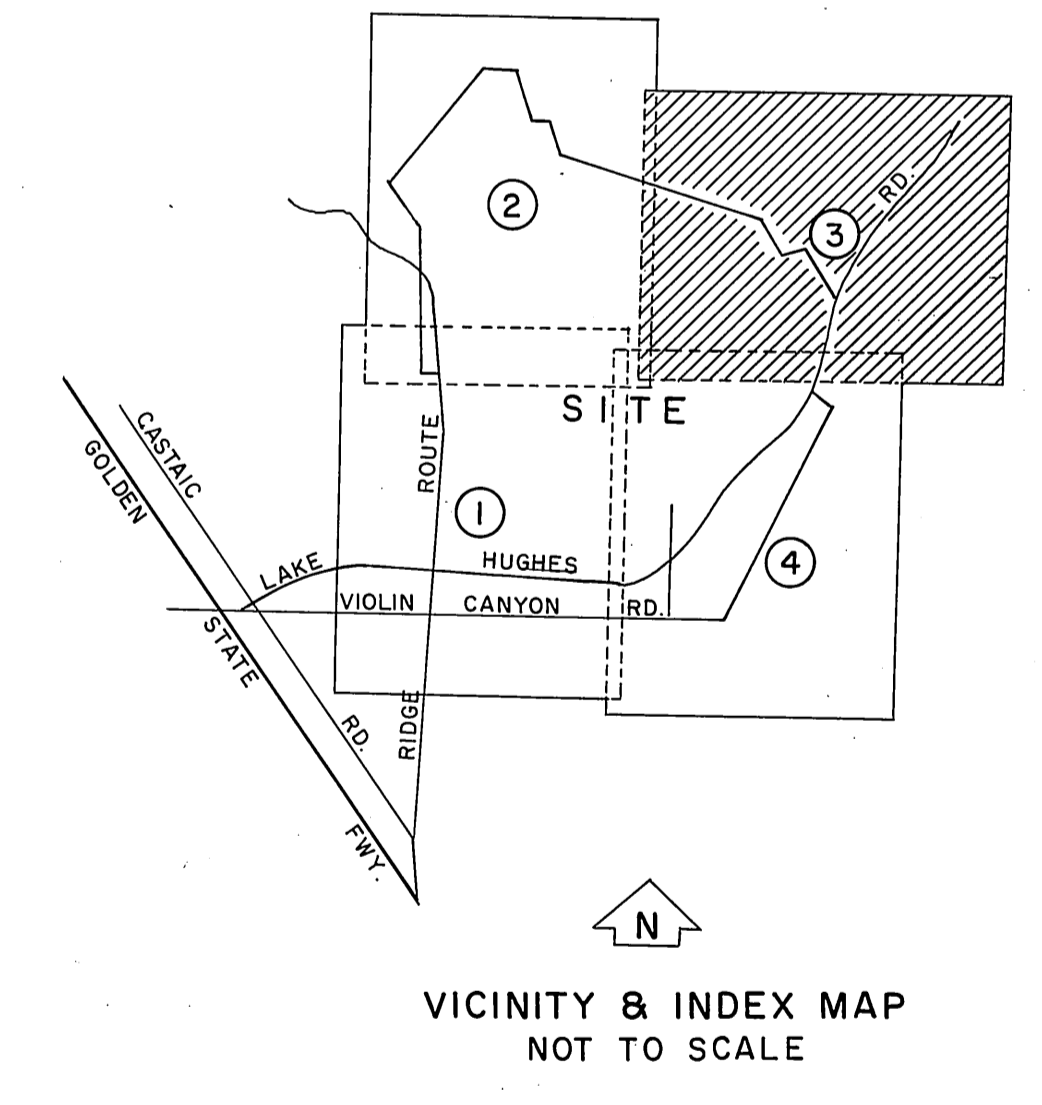 2
3
RD.
SITE
CASTAIC
GOLDEN
ROUTE
1
LAKE
HUGHES
4
VIOLIN
CANYON
RD.
STATE
RD.
RIDGE
FWY.
N
VICINITY & INDEX MAP
NOT TO SCALE